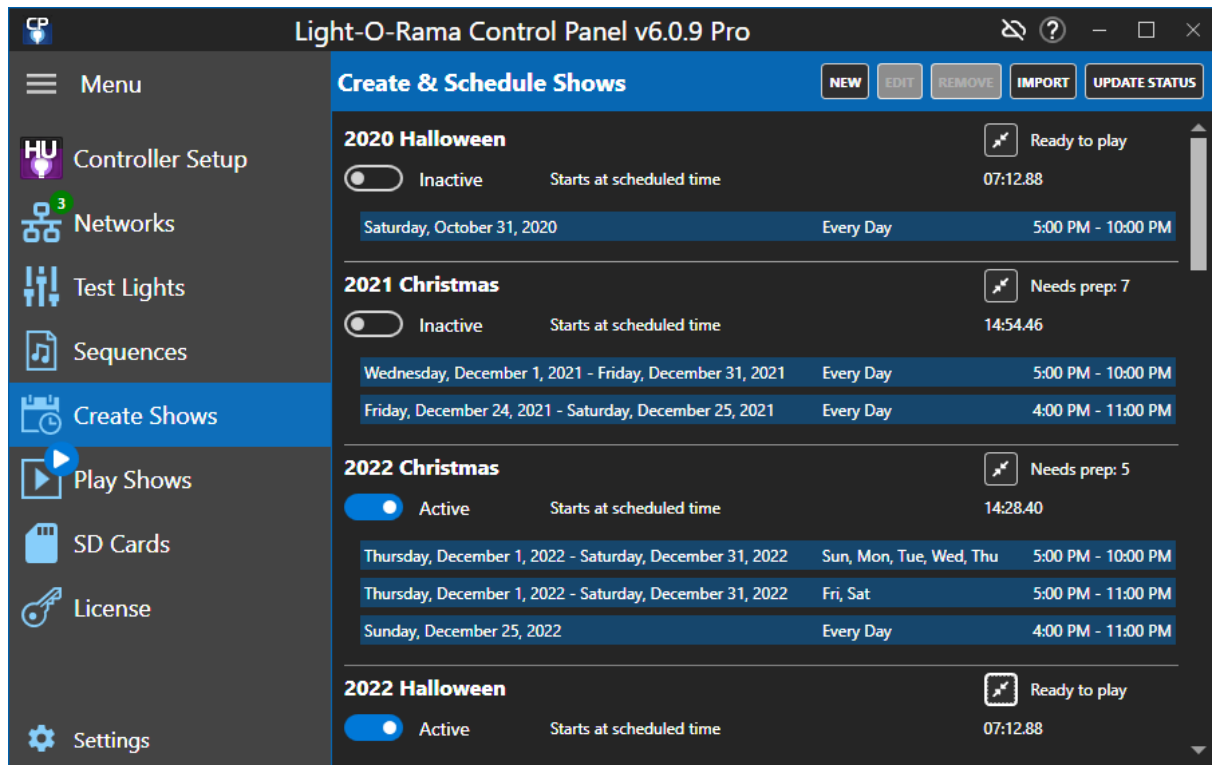 CP
Light-O-Rama Control Panel v6.0.9 Pro
?
Menu
Create & Schedule Shows
NEW
EDIT
REMOVE
IMPORT
UPDATE STATUS
HU
Controller Setup
3
Networks
Test Lights
Sequences
Create Shows
Play Shows
SD Cards
License
Settings
2020 Halloween
Ready to play
Inactive Starts at scheduled time 07:12.88
Saturday, October 31, 2020 Every Day 5:00 PM - 10:00 PM
2021 Christmas
Needs prep: 7
Inactive Starts at scheduled time 14:54.46
Wednesday, December 1, 2021 - Friday, December 31, 2021 Every Day 5:00 PM - 10:00 PM
Friday, December 24, 2021 - Saturday, December 25, 2021 Every Day 4:00 PM - 11:00 PM
2022 Christmas
Needs prep: 5
Active Starts at scheduled time 14:28.40
Thursday, December 1, 2022 - Saturday, December 31, 2022 Sun, Mon, Tue, Wed, Thu 5:00 PM - 10:00 PM
Thursday, December 1, 2022 - Saturday, December 31, 2022 Fri, Sat 5:00 PM - 11:00 PM
Sunday, December 25, 2022 Every Day 4:00 PM - 11:00 PM
2022 Halloween
Ready to play
Active Starts at scheduled time 07:12.88